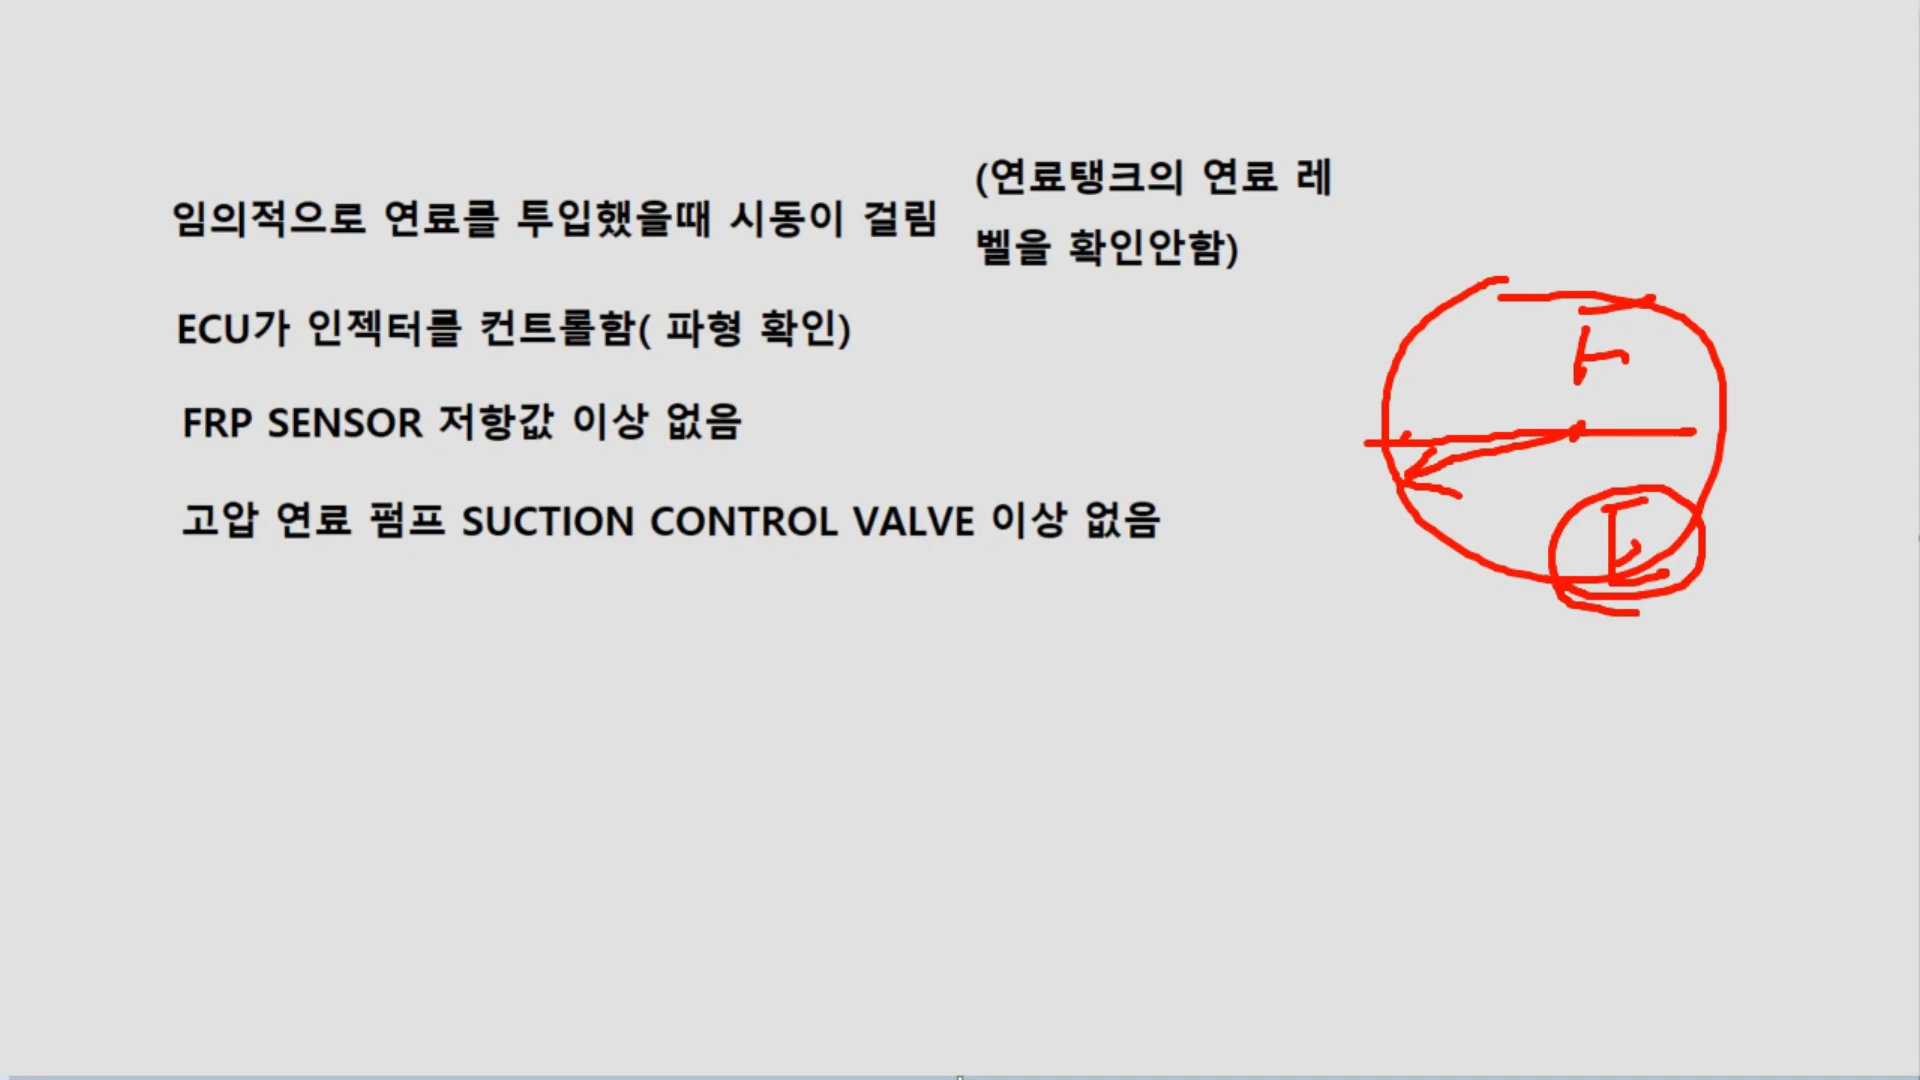 임의적으로 연료를 투입했을때 시동이 걸림
(연료탱크의 연료 레
벨을 확인안함)
ECU가 인젝터를 컨트롤함( 파형 확인)
FRP SENSOR 저항값 이상 없음
고압 연료 펌프 SUCTION CONTROL VALVE 이상 없음
F
E